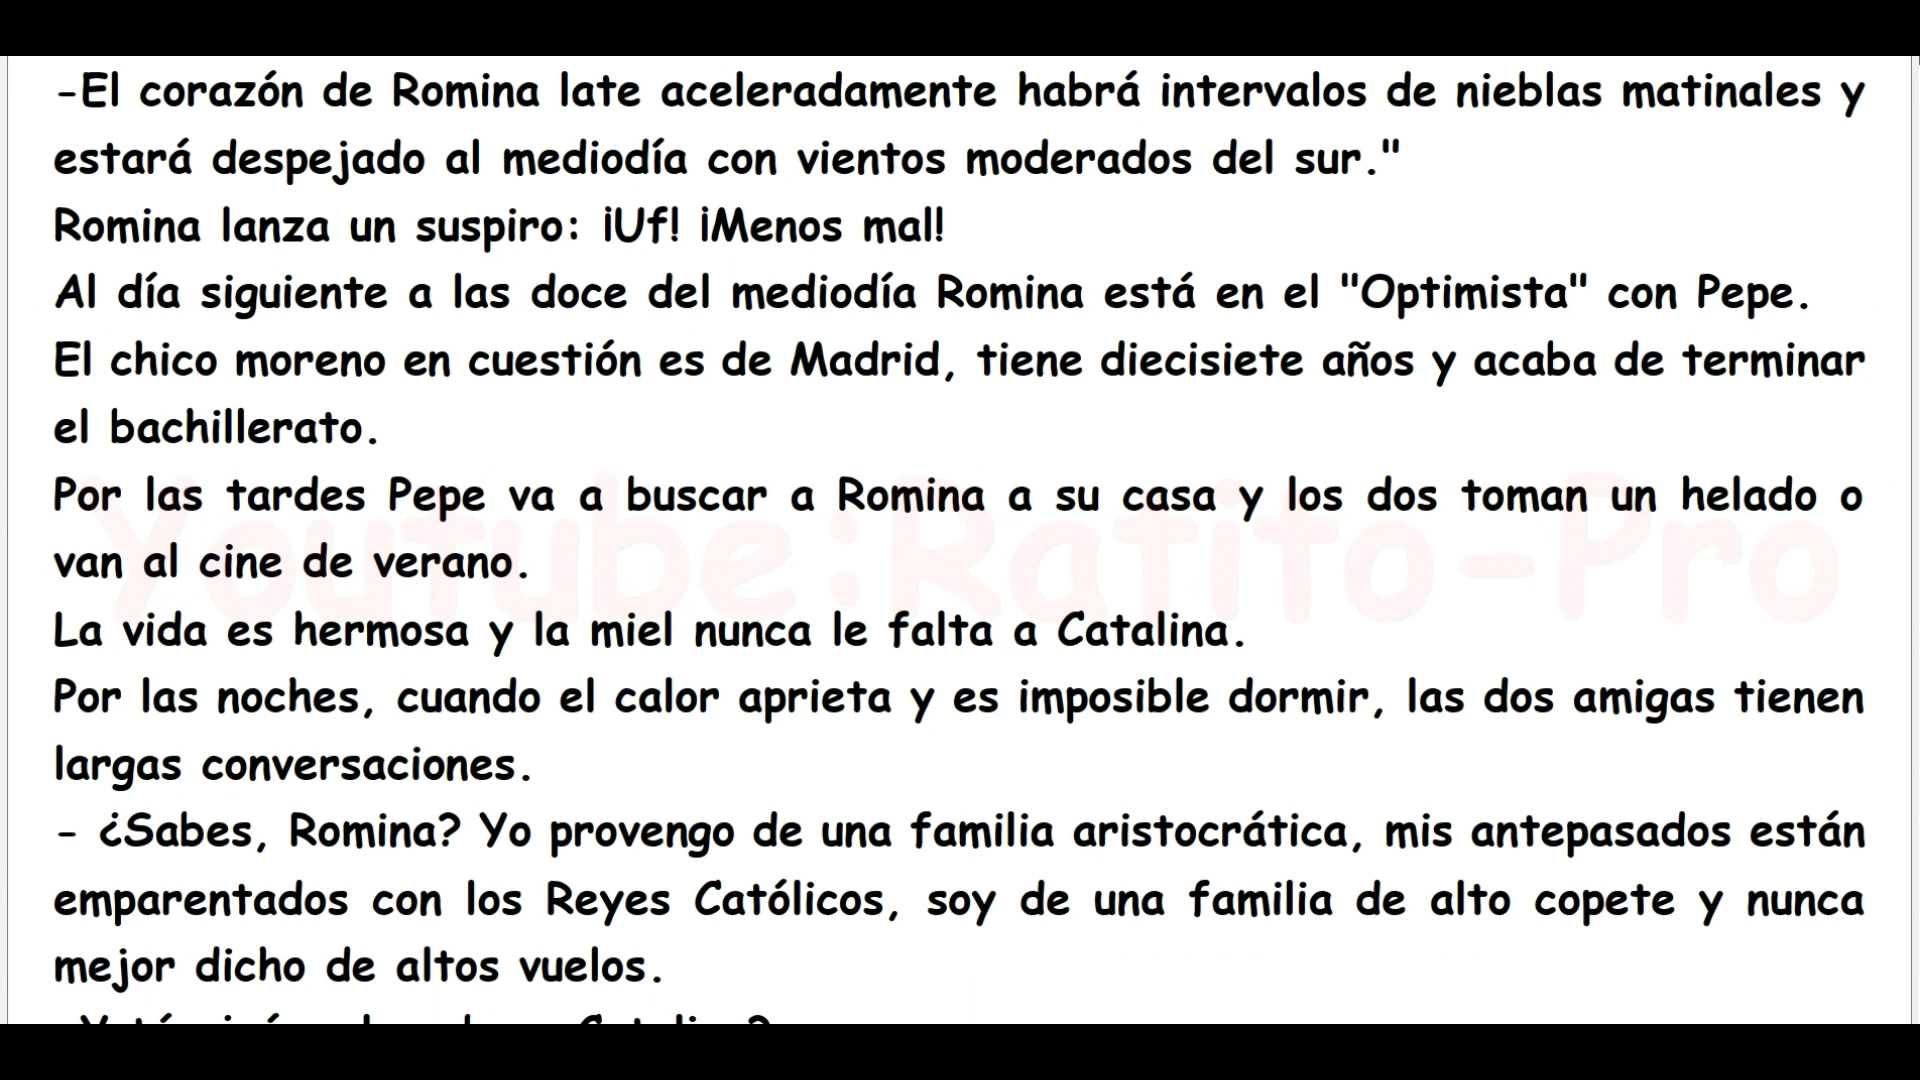 -El corazón de Romina late aceleradamente habrá intervalos de nieblas matinales y
estará despejado al mediodía con vientos moderados del sur."
Romina lanza un suspiro: ¡Uf! ¡Menos mal!
Al día siguiente a las doce del mediodía Romina está en el "Optimista" con Pepe.
El chico moreno en cuestión es de Madrid, tiene diecisiete años y acaba de terminar
el bachillerato.
Por las tardes Pepe va a buscar a Romina a su casa y los dos toman un helado o
van al cine de verano.
Youtube:Ratito-Pro
La vida es hermosa y la miel nunca le falta a Catalina.
Por las noches, cuando el calor aprieta y es imposible dormir, las dos amigas tienen
largas conversaciones.
- ¿Sabes, Romina? Yo provengo de una familia aristocrática, mis antepasados están
emparentados con los Reyes Católicos, soy de una familia de alto copete y nunca
mejor dicho de altos vuelos.